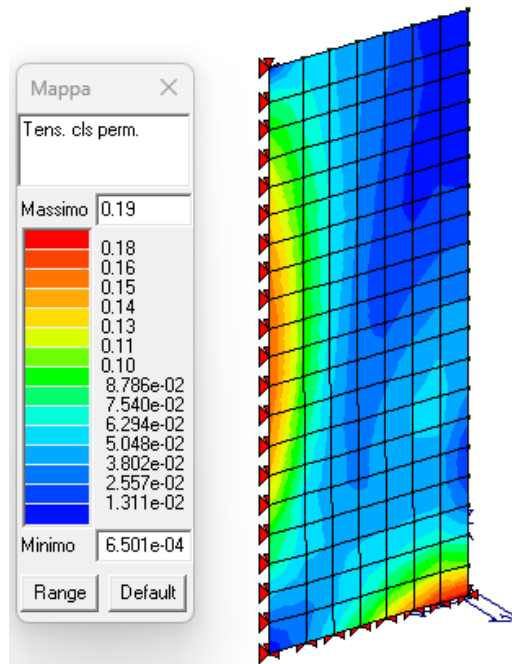 Mappa
Tens. cls perm.
Massimo 0.19
0.18
0.16
0.15
0.14
0.13
0.11
0.10
8.786e-02
7.540e-02
6.294e-02
5.048e-02
3.802e-02
2.557e-02
1.311e-02
Minimo 6.501e-04
Range Default